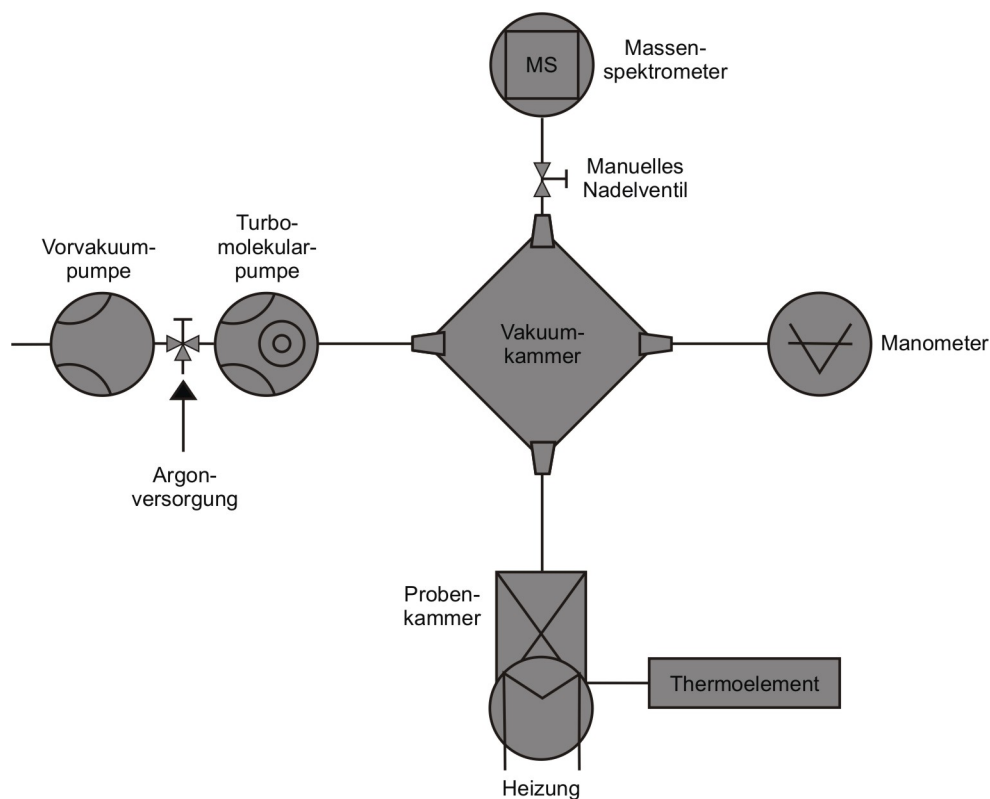 MS
Massen-
spektrometer
Manuelles
Nadelventil
Vorvakuum-
pumpe
Turbo-
molekular-
pumpe
Vakuum-
kammer
Manometer
Argon-
versorgung
Proben-
kammer
Thermoelement
Heizung